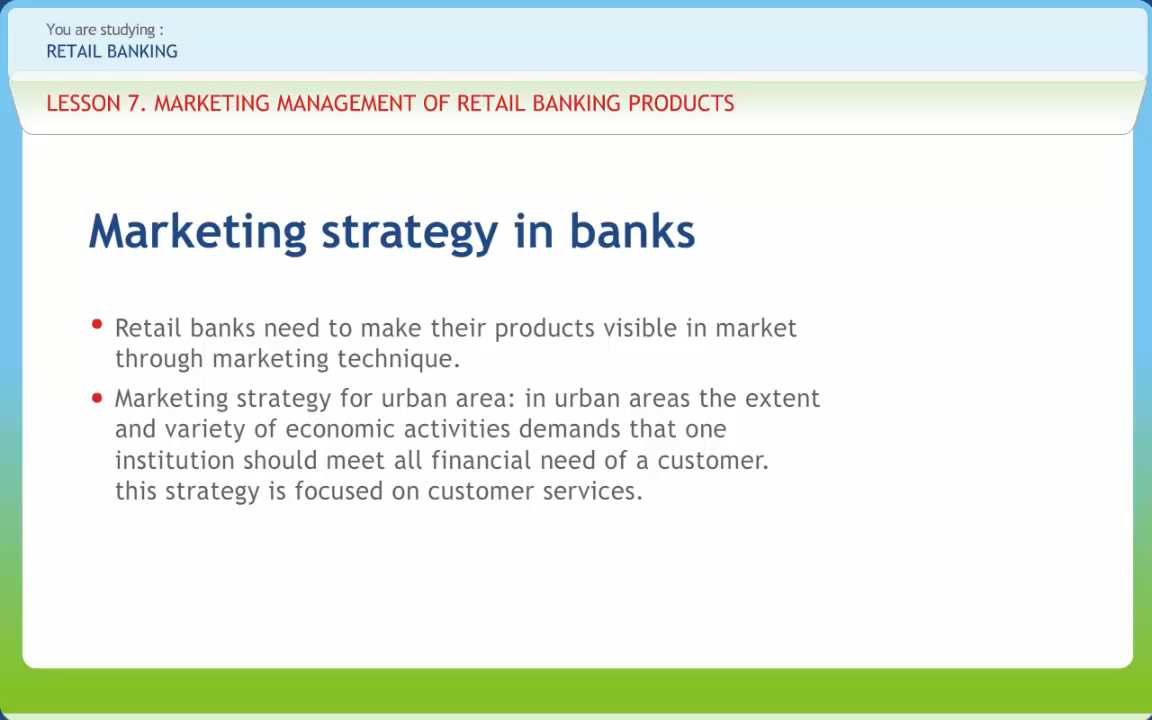 You are studying :
RETAIL BANKING
LESSON 7. MARKETING MANAGEMENT OF RETAIL BANKING PRODUCTS
Marketing strategy in banks
• Retail banks need to make their products visible in market
through marketing technique.
• Marketing strategy for urban area: in urban areas the extent
and variety of economic activities demands that one
institution should meet all financial need of a customer.
this strategy is focused on customer services.